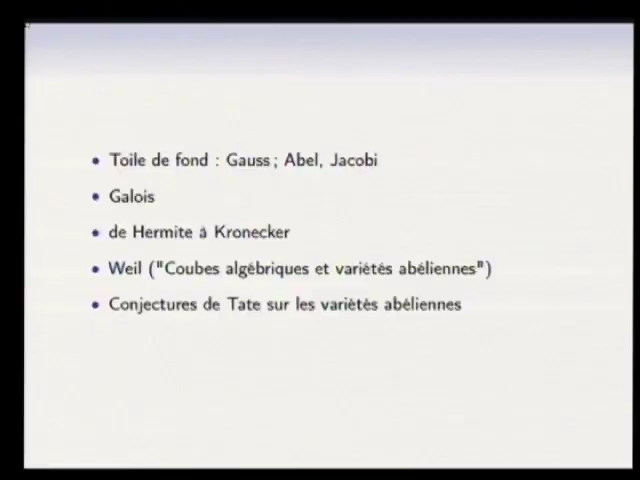 • Toile de fond : Gauss ; Abel, Jacobi
• Galois
• de Hermite à Kronecker
• Weil ("Coubes algébriques et variétés abéliennes")
• Conjectures de Tate sur les variétés abéliennes